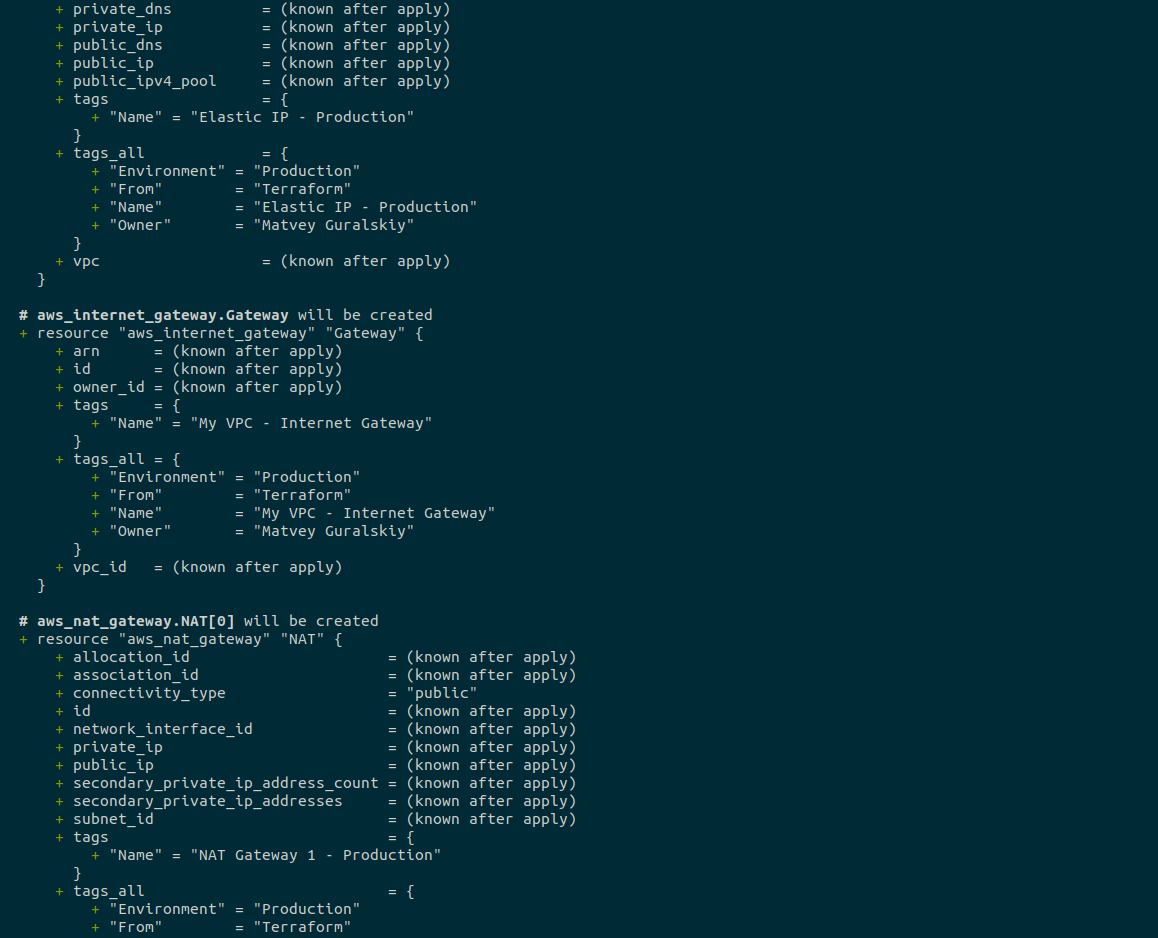 + private_dns          = (known after apply)
      + private_ip           = (known after apply)
      + public_dns           = (known after apply)
      + public_ip            = (known after apply)
      + public_ipv4_pool     = (known after apply)
      + tags                 = {
          + "Name" = "Elastic IP - Production"
        }
      + tags_all             = {
          + "Environment" = "Production"
          + "From"        = "Terraform"
          + "Name"        = "Elastic IP - Production"
          + "Owner"       = "Matvey Guralskiy"
        }
      + vpc                  = (known after apply)
    }

  # aws_internet_gateway.Gateway will be created
  + resource "aws_internet_gateway" "Gateway" {
      + arn      = (known after apply)
      + id       = (known after apply)
      + owner_id = (known after apply)
      + tags     = {
          + "Name" = "My VPC - Internet Gateway"
        }
      + tags_all = {
          + "Environment" = "Production"
          + "From"        = "Terraform"
          + "Name"        = "My VPC - Internet Gateway"
          + "Owner"       = "Matvey Guralskiy"
        }
      + vpc_id   = (known after apply)
    }

  # aws_nat_gateway.NAT[0] will be created
  + resource "aws_nat_gateway" "NAT" {
      + allocation_id                      = (known after apply)
      + association_id                     = (known after apply)
      + connectivity_type                  = "public"
      + id                                 = (known after apply)
      + network_interface_id               = (known after apply)
      + private_ip                         = (known after apply)
      + public_ip                          = (known after apply)
      + secondary_private_ip_address_count = (known after apply)
      + secondary_private_ip_addresses     = (known after apply)
      + subnet_id                          = (known after apply)
      + tags                               = {
          + "Name" = "NAT Gateway 1 - Production"
        }
      + tags_all                           = {
          + "Environment" = "Production"
          + "From"        = "Terraform"